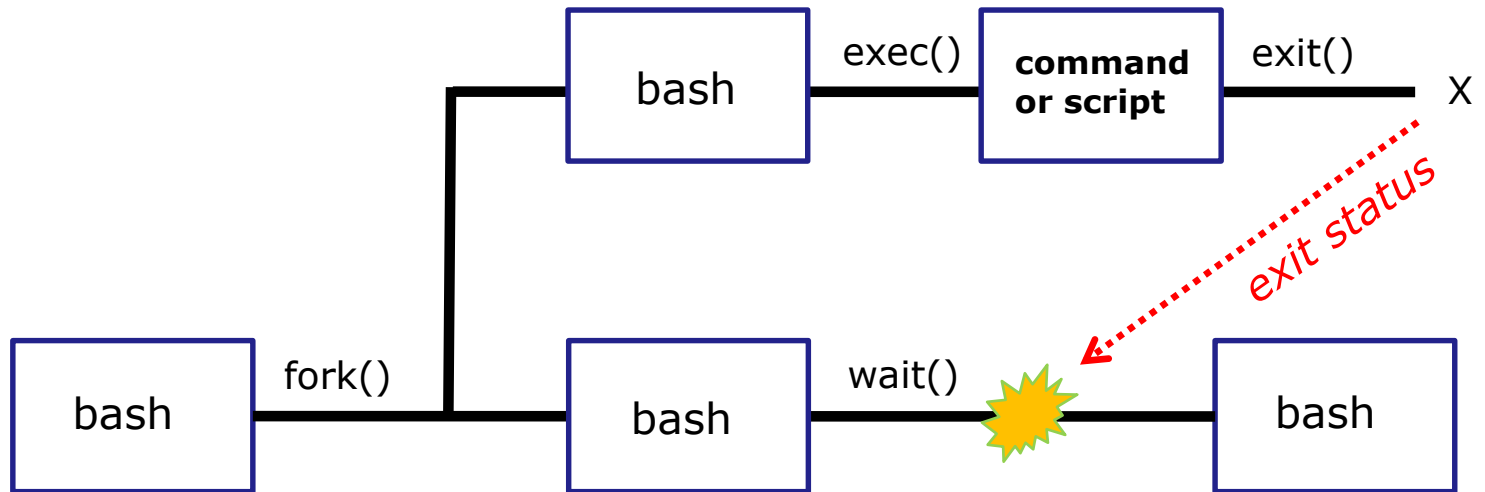 bash
exec()
command
or script
exit()
X
exit status
bash
fork()
bash
wait()
bash